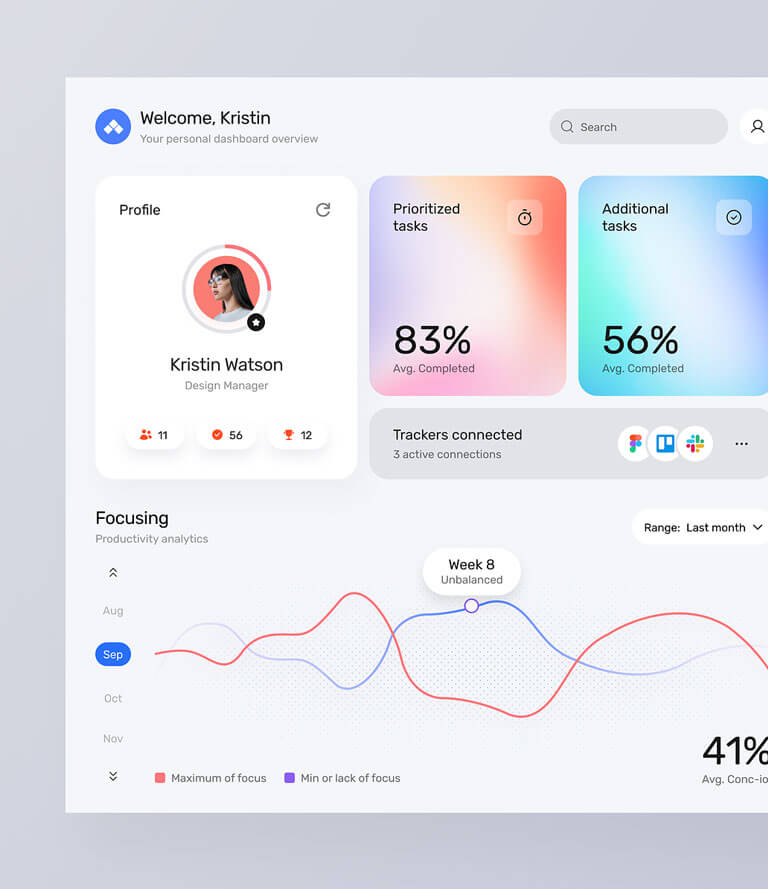 Welcome, Kristin
Your personal dashboard overview
Search
Profile
Kristin Watson
Design Manager
11
56
12
Prioritized
tasks
83%
Avg. Completed
Additional
tasks
56%
Avg. Completed
Trackers connected
3 active connections
Focusing
Productivity analytics
Range: Last month
Week 8
Unbalanced
Aug
Sep
Oct
Nov
Maximum of focus
Min or lack of focus
41%
Avg. Conc-io